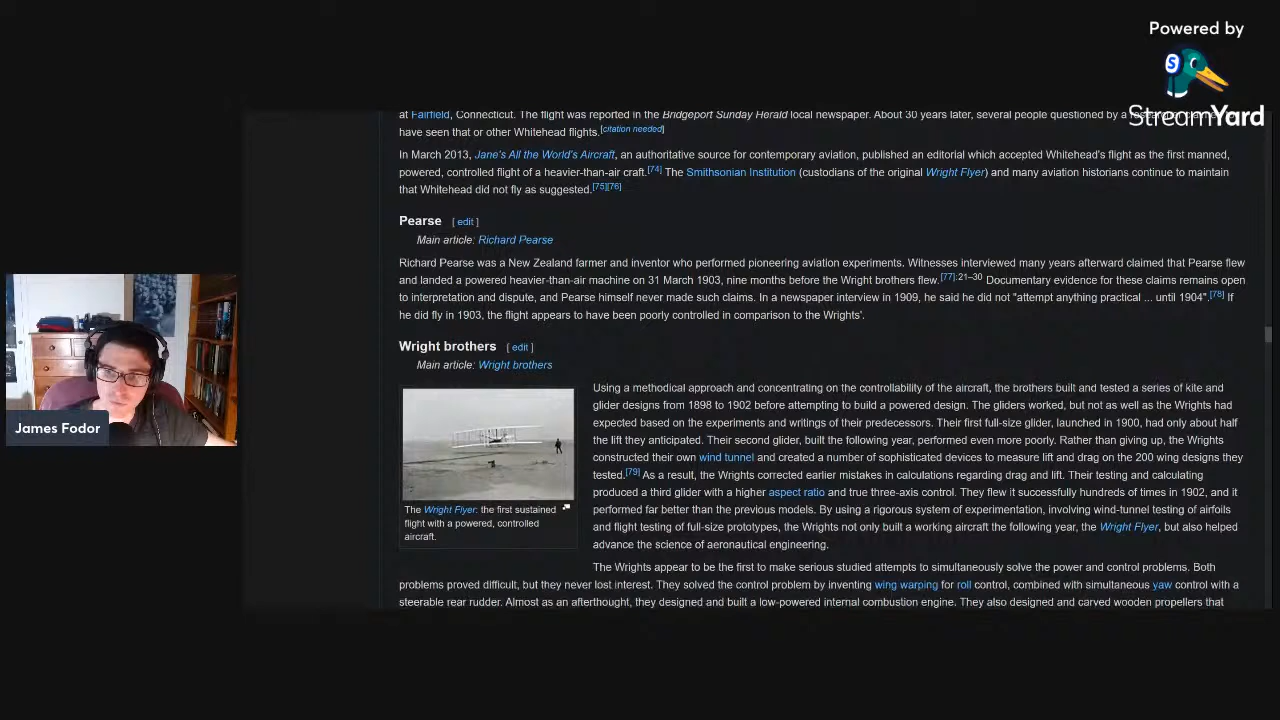 Powered by
S
StreamYard
at Fairfield, Connecticut. The flight was reported in the Bridgeport Sunday Herald local newspaper. About 30 years later, several people questioned by a
have seen that or other Whitehead flights.[citation needed]
In March 2013, Jane's All the World's Aircraft, an authoritative source for contemporary aviation, published an editorial which accepted Whitehead's flight as the first manned,
powered, controlled flight of a heavier-than-air craft.[74] The Smithsonian Institution (custodians of the original Wright Flyer) and many aviation historians continue to maintain
that Whitehead did not fly as suggested.[75][76]
Pearse [ edit ]
Main article: Richard Pearse
Richard Pearse was a New Zealand farmer and inventor who performed pioneering aviation experiments. Witnesses interviewed many years afterward claimed that Pearse flew
and landed a powered heavier-than-air machine on 31 March 1903, nine months before the Wright brothers flew.[77]:21–30 Documentary evidence for these claims remains open
to interpretation and dispute, and Pearse himself never made such claims. In a newspaper interview in 1909, he said he did not "attempt anything practical ... until 1904".[78] If
he did fly in 1903, the flight appears to have been poorly controlled in comparison to the Wrights'.
Wright brothers [ edit ]
Main article: Wright brothers
Using a methodical approach and concentrating on the controllability of the aircraft, the brothers built and tested a series of kite and
glider designs from 1898 to 1902 before attempting to build a powered design. The gliders worked, but not as well as the Wrights had
expected based on the experiments and writings of their predecessors. Their first full-size glider, launched in 1900, had only about half
the lift they anticipated. Their second glider, built the following year, performed even more poorly. Rather than giving up, the Wrights
constructed their own wind tunnel and created a number of sophisticated devices to measure lift and drag on the 200 wing designs they
tested.[79] As a result, the Wrights corrected earlier mistakes in calculations regarding drag and lift. Their testing and calculating
produced a third glider with a higher aspect ratio and true three-axis control. They flew it successfully hundreds of times in 1902, and it
performed far better than the previous models. By using a rigorous system of experimentation, involving wind-tunnel testing of airfoils
and flight testing of full-size prototypes, the Wrights not only built a working aircraft the following year, the Wright Flyer, but also helped
advance the science of aeronautical engineering.
The Wright Flyer: the first sustained
flight with a powered, controlled
aircraft.
The Wrights appear to be the first to make serious studied attempts to simultaneously solve the power and control problems. Both
problems proved difficult, but they never lost interest. They solved the control problem by inventing wing warping for roll control, combined with simultaneous yaw control with a
steerable rear rudder. Almost as an afterthought, they designed and built a low-powered internal combustion engine. They also designed and carved wooden propellers that
James Fodor